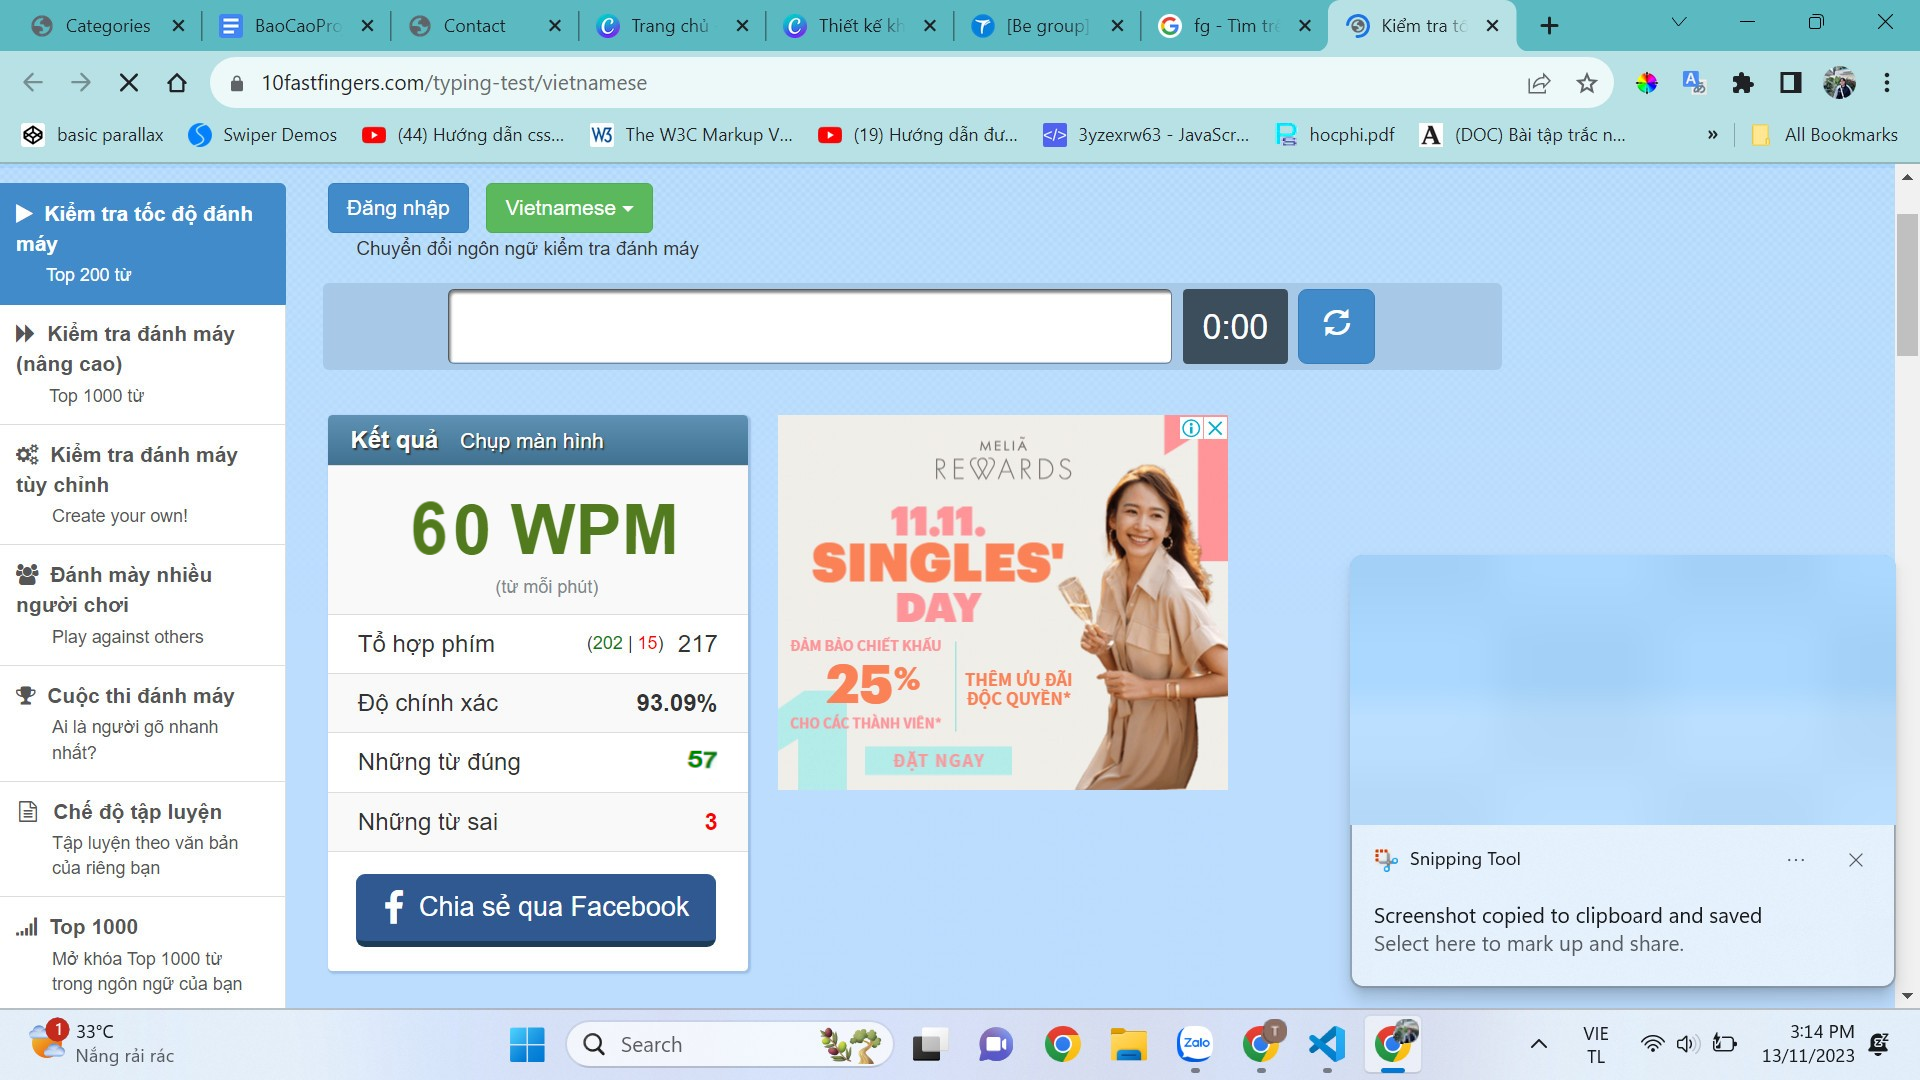 Categories
BaoCaoPro
Contact
Trang chủ
Thiết kế kh
[Be group]
fg - Tìm trê
Kiểm tra tố
10fastfingers.com/typing-test/vietnamese
basic parallax
Swiper Demos
(44) Hướng dẫn css...
W3
The W3C Markup V...
(19) Hướng dẫn đư...
3yzexrw63 - JavaScr...
hocphi.pdf
(DOC) Bài tập trắc n...
»
All Bookmarks
Kiểm tra tốc độ đánh
máy
Top 200 từ
Kiểm tra đánh máy
(nâng cao)
Top 1000 từ
Kiểm tra đánh máy
tùy chỉnh
Create your own!
Đánh mày nhiều
người chơi
Play against others
Cuộc thi đánh máy
Ai là người gõ nhanh
nhất?
Chế độ tập luyện
Tập luyện theo văn bản
của riêng bạn
Top 1000
Mở khóa Top 1000 từ
trong ngôn ngữ của bạn
Đăng nhập
Vietnamese
Chuyển đổi ngôn ngữ kiểm tra đánh máy
0:00
Kết quả Chụp màn hình
60 WPM
(từ mỗi phút)
Tổ hợp phím (202 | 15) 217
Độ chính xác 93.09%
Những từ đúng 57
Những từ sai 3
Chia sẻ qua Facebook
MELIÃ
REWARDS
11.11.
SINGLES'
DAY
ĐẢM BẢO CHIẾT KHẤU
25%
CHO CÁC THÀNH VIÊN*
THÊM ƯU ĐÃI
ĐỘC QUYỀN*
ĐẶT NGAY
Snipping Tool
Screenshot copied to clipboard and saved
Select here to mark up and share.
1
33°C
Nắng rải rác
Search
Zalo
T
VIE
TL
3:14 PM
13/11/2023